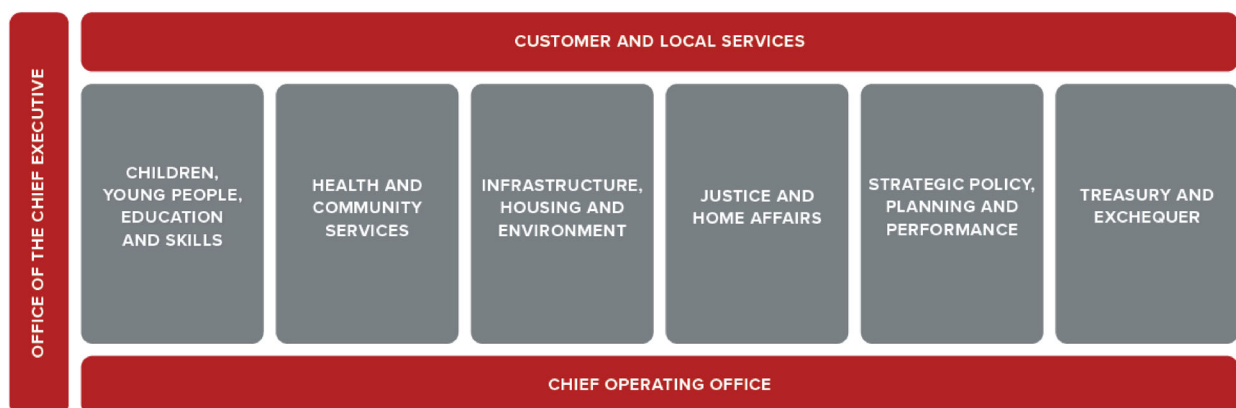 OFFICE OF THE CHIEF EXECUTIVE
CUSTOMER AND LOCAL SERVICES
CHILDREN,
YOUNG PEOPLE,
EDUCATION
AND SKILLS
HEALTH AND
COMMUNITY
SERVICES
INFRASTRUCTURE,
HOUSING AND
ENVIRONMENT
JUSTICE AND
HOME AFFAIRS
STRATEGIC POLICY,
PLANNING AND
PERFORMANCE
TREASURY AND
EXCHEQUER
CHIEF OPERATING OFFICE